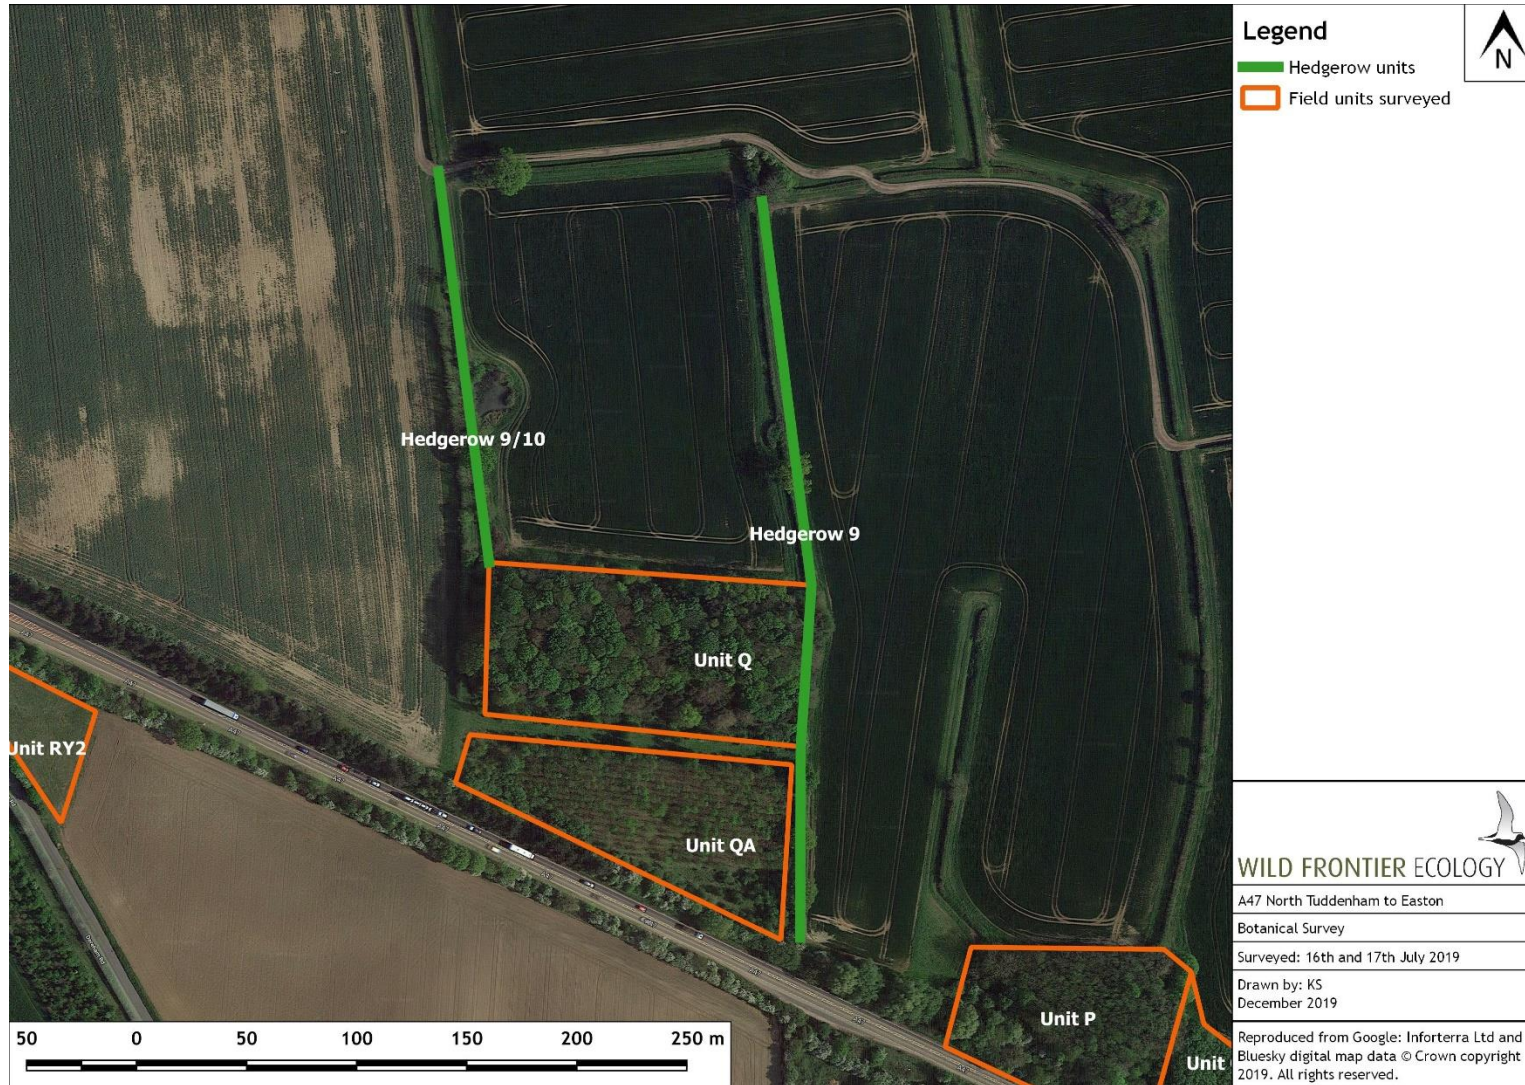 Legend
N
Hedgerow units
Field units surveyed
Hedgerow 9/10
Hedgerow 9
Unit Q
Unit RY2
Unit QA
Unit P
Unit
50 0 50 100 150 200 250 m
WILD FRONTIER ECOLOGY
A47 North Tuddenham to Easton
Botanical Survey
Surveyed: 16th and 17th July 2019
Drawn by: KS
December 2019
Reproduced from Google: Inforterra Ltd and
Bluesky digital map data © Crown copyright
2019. All rights reserved.